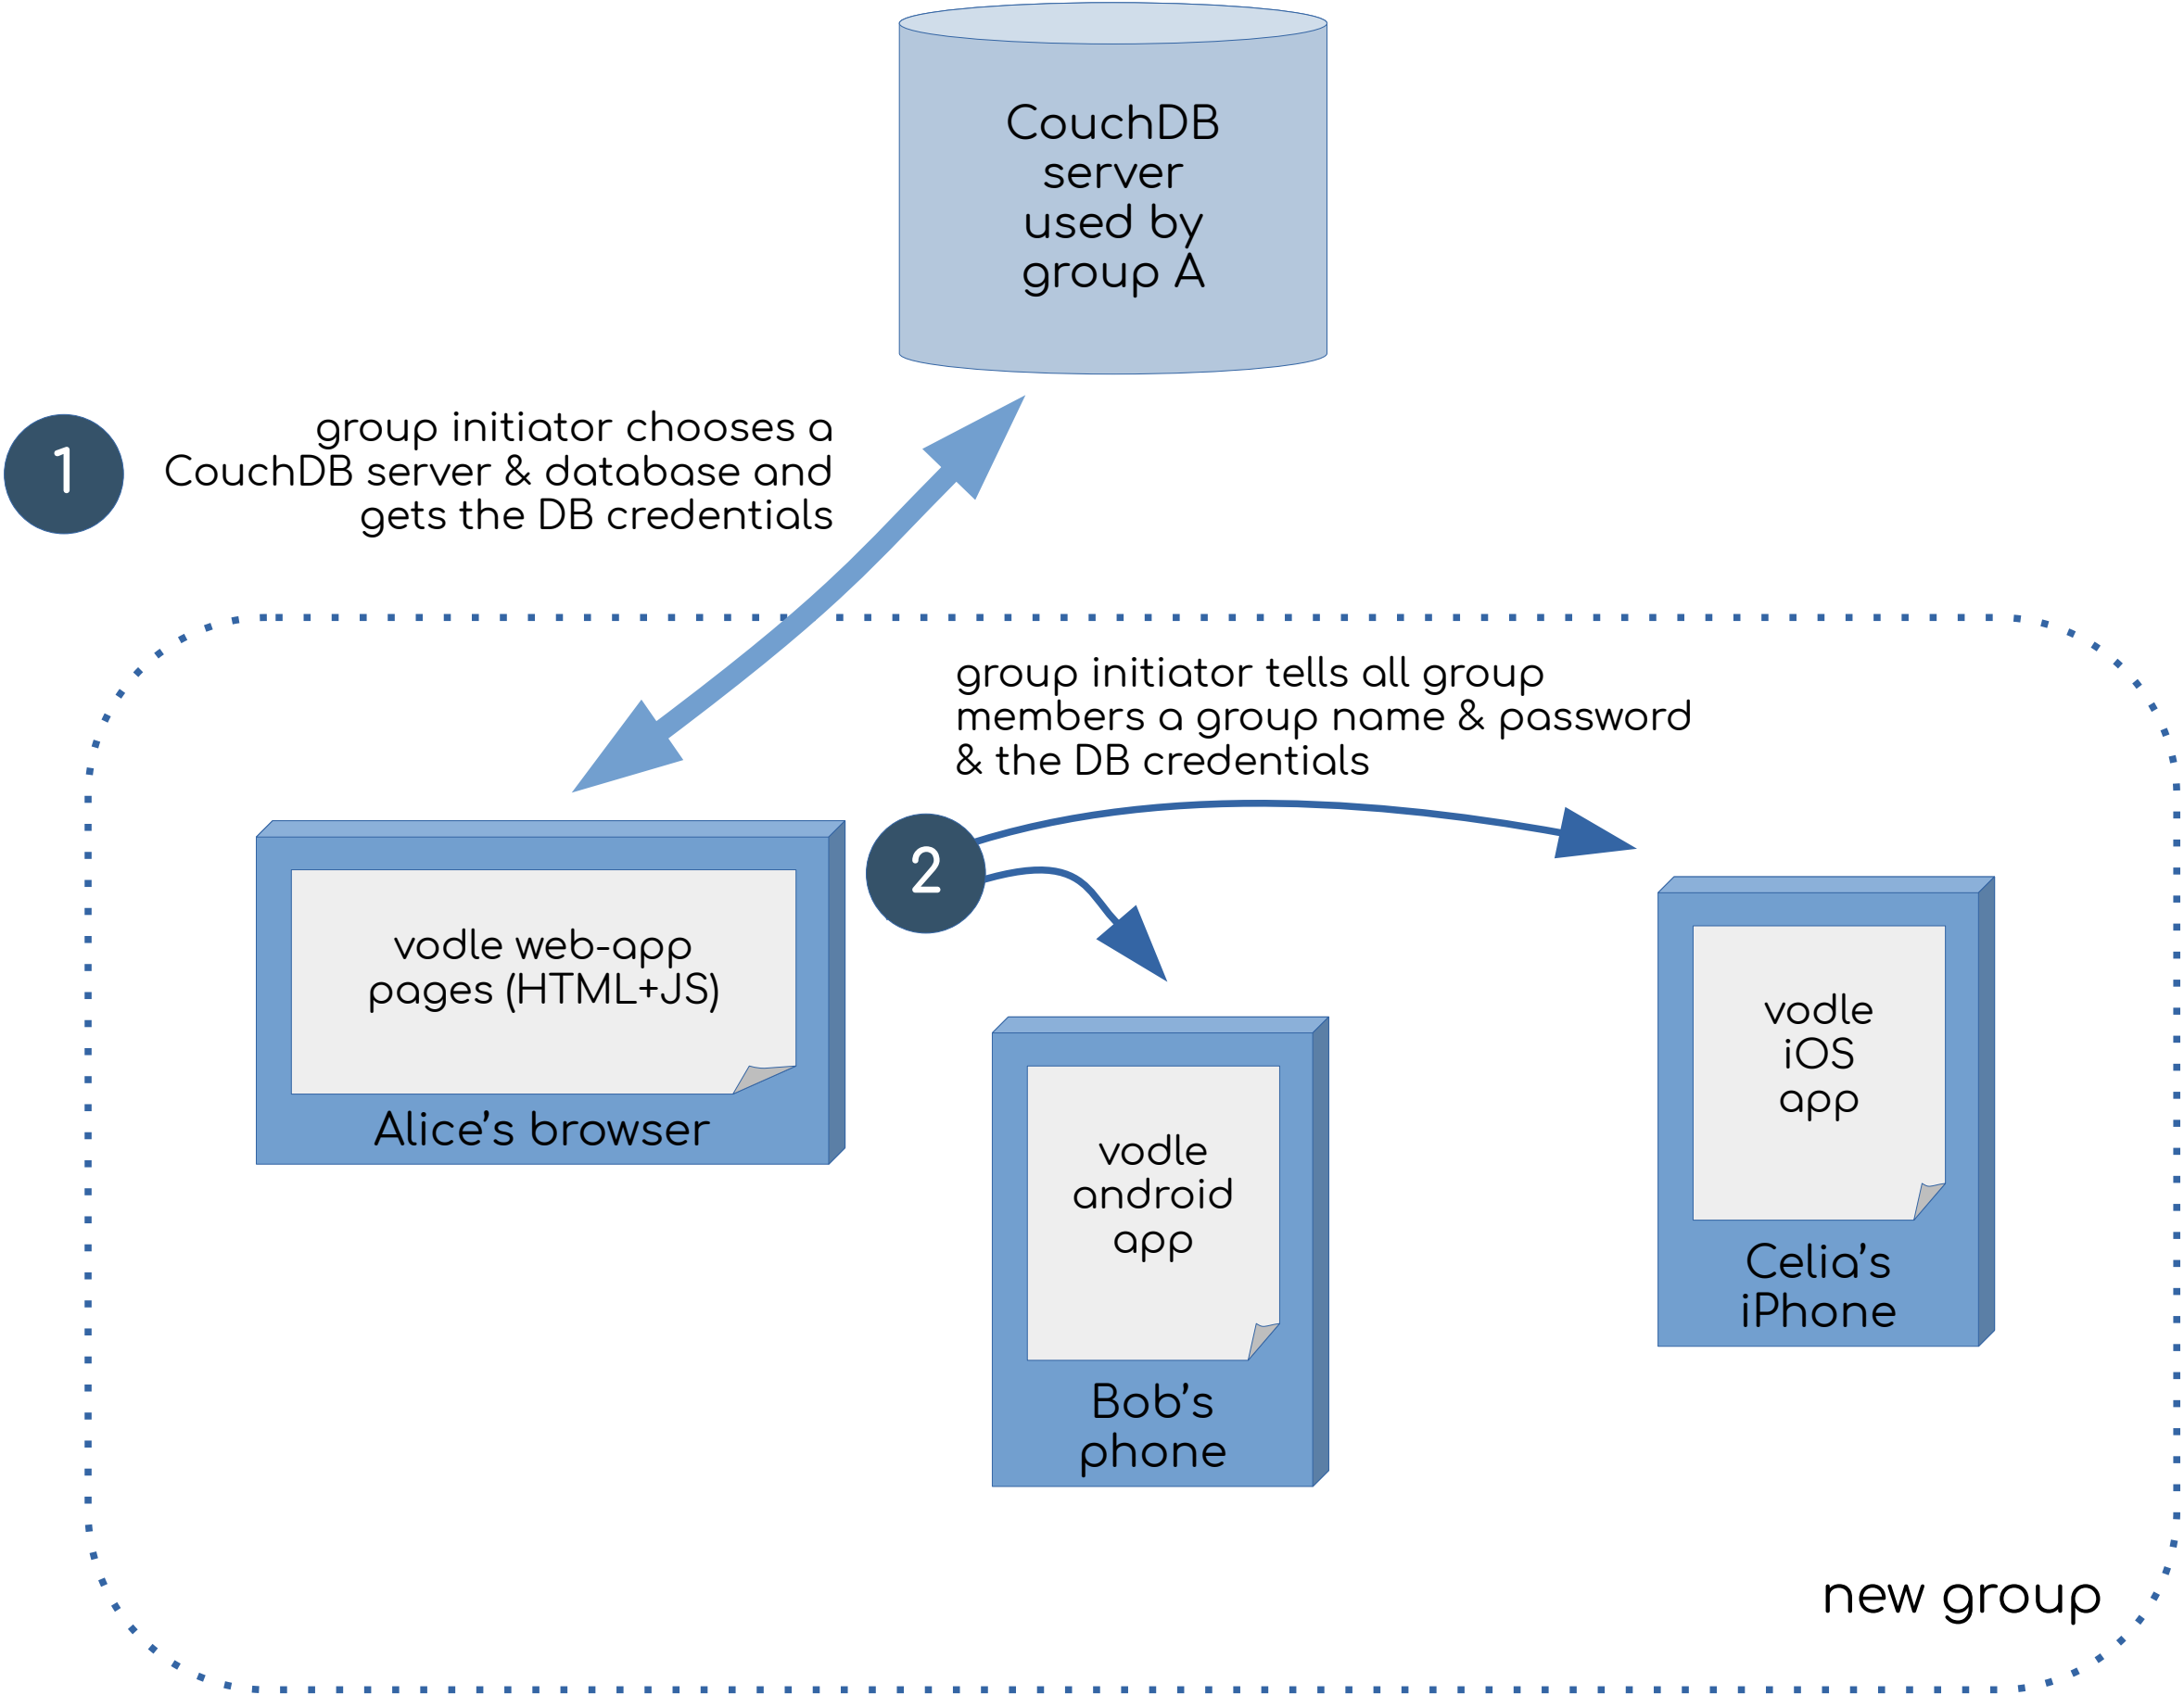 CouchDB
server
used by
group A
1
group initiator chooses a
CouchDB server & database and
gets the DB credentials
group initiator tells all group
members a group name & password
& the DB credentials
2
vodle web-app
pages (HTML+JS)
Alice’s browser
vodle
android
app
Bob’s
phone
vodle
iOS
app
Celia’s
iPhone
new group